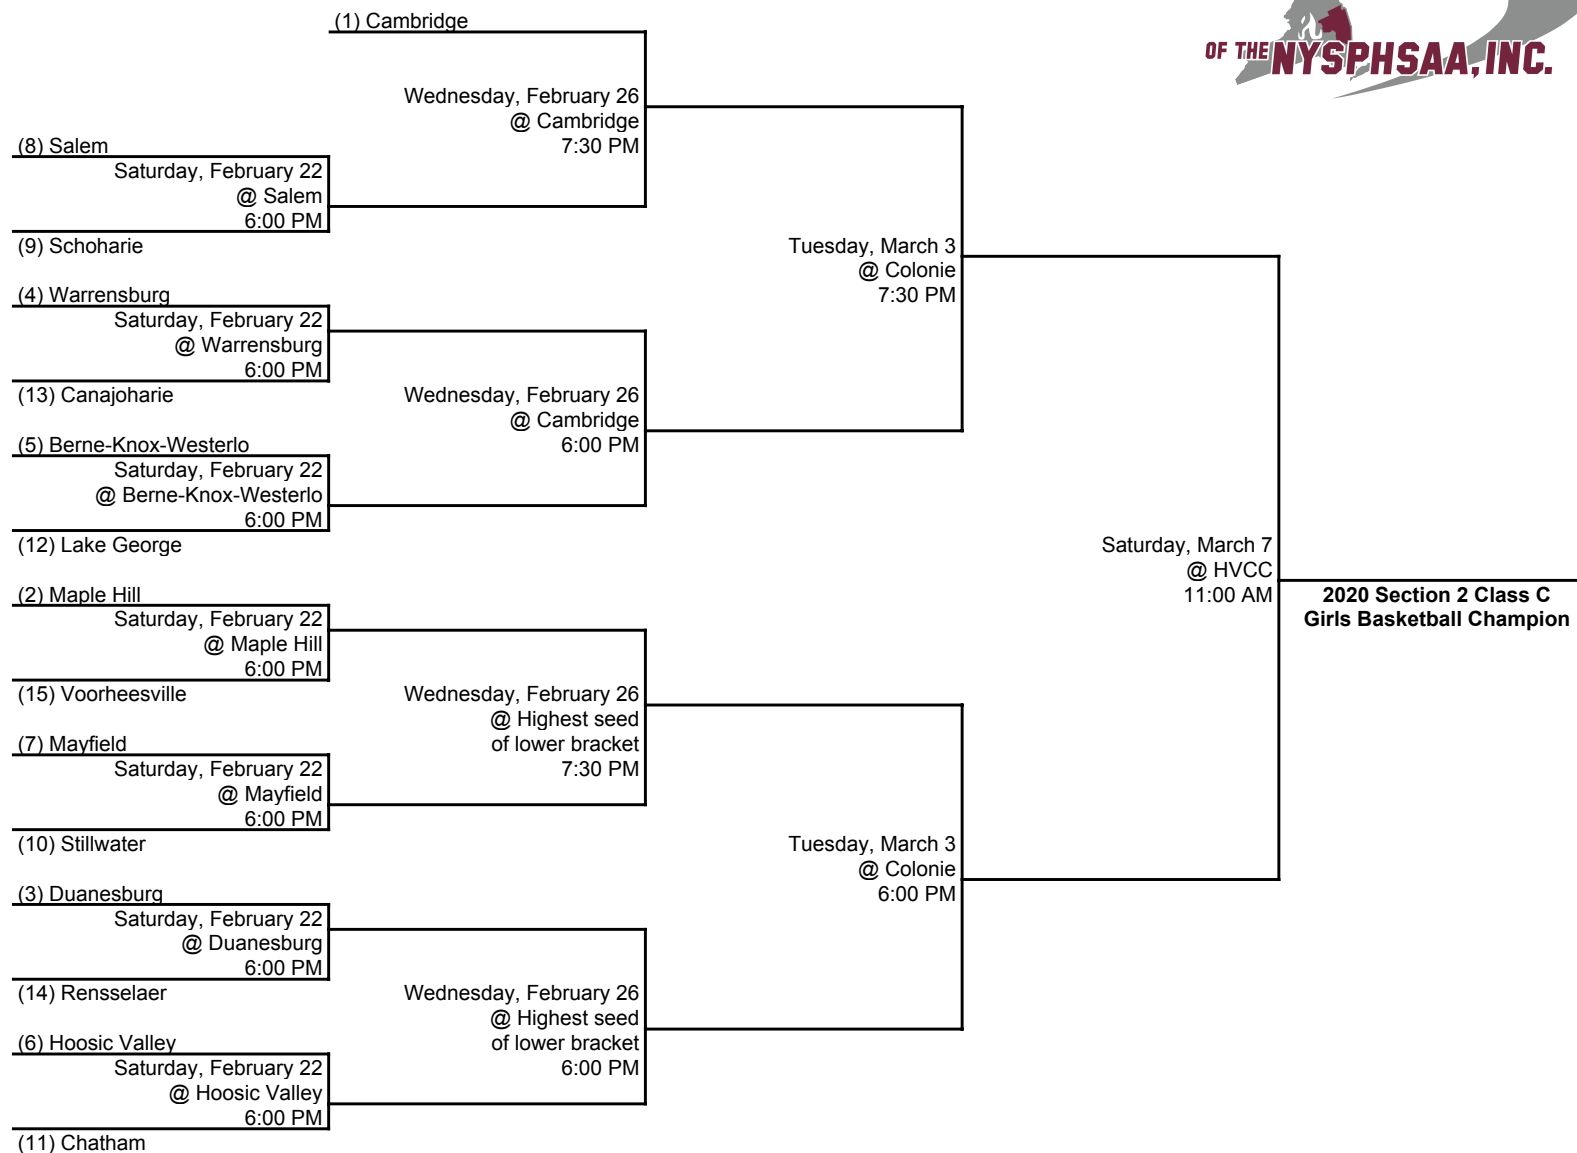 (1) Cambridge
OF THE NYSPHSAA, INC.
Wednesday, February 26
@ Cambridge
7:30 PM
(8) Salem
Saturday, February 22
@ Salem
6:00 PM
(9) Schoharie
Tuesday, March 3
@ Colonie
7:30 PM
(4) Warrensburg
Saturday, February 22
@ Warrensburg
6:00 PM
(13) Canajoharie
Wednesday, February 26
@ Cambridge
6:00 PM
(5) Berne-Knox-Westerlo
Saturday, February 22
@ Berne-Knox-Westerlo
6:00 PM
(12) Lake George
Saturday, March 7
@ HVCC
11:00 AM
2020 Section 2 Class C
Girls Basketball Champion
(2) Maple Hill
Saturday, February 22
@ Maple Hill
6:00 PM
(15) Voorheesville
Wednesday, February 26
@ Highest seed
of lower bracket
7:30 PM
(7) Mayfield
Saturday, February 22
@ Mayfield
6:00 PM
(10) Stillwater
Tuesday, March 3
@ Colonie
6:00 PM
(3) Duanesburg
Saturday, February 22
@ Duanesburg
6:00 PM
(14) Rensselaer
Wednesday, February 26
@ Highest seed
of lower bracket
6:00 PM
(6) Hoosic Valley
Saturday, February 22
@ Hoosic Valley
6:00 PM
(11) Chatham